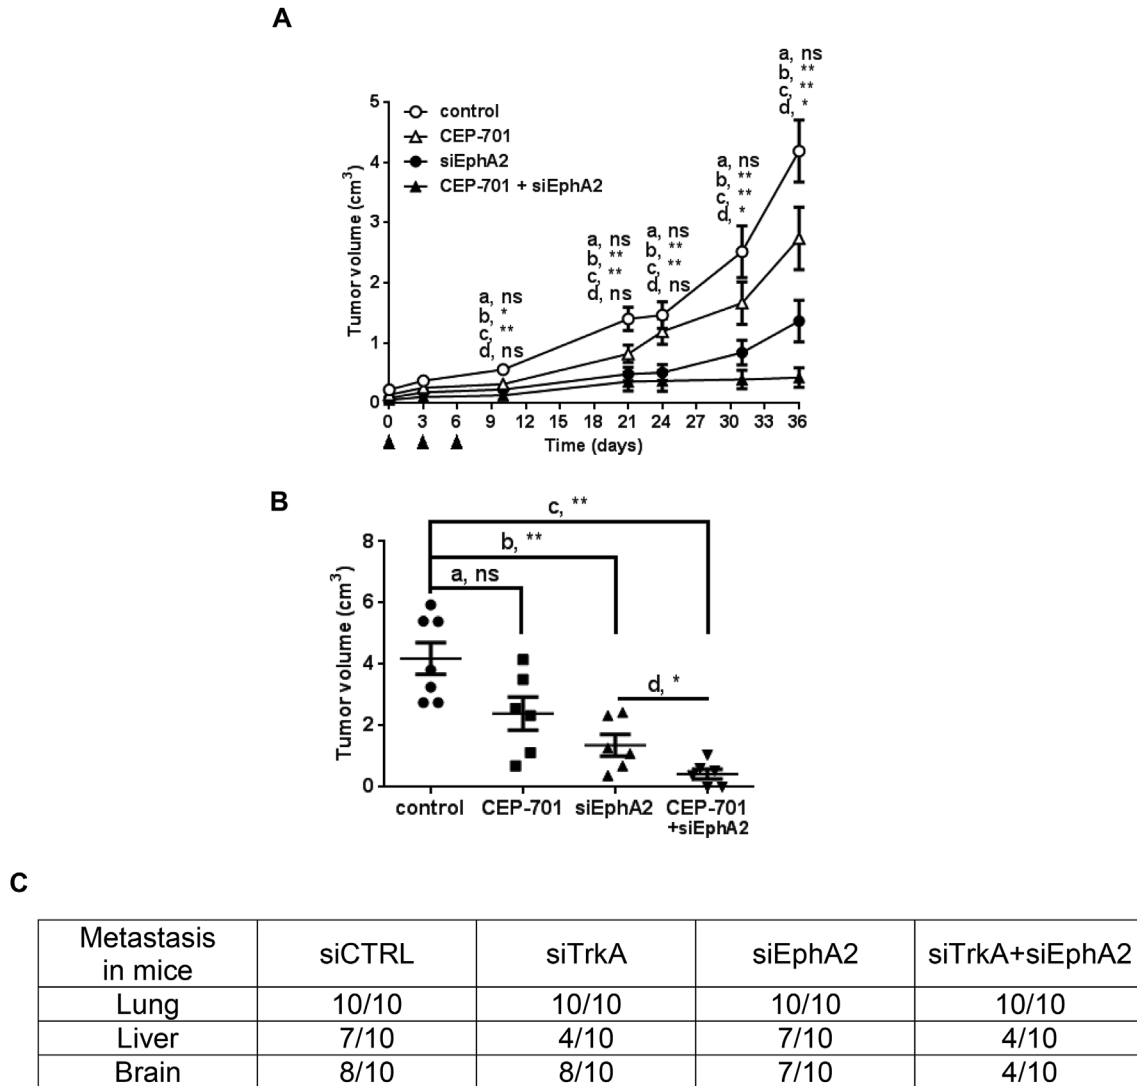 A
a, ns
b, **
c, **
d, *
5
control
CEP-701
siEphA2
CEP-701 + siEphA2
4
3
2
1
0
Tumor volume (cm³)
a, ns
b, *
c, **
d, ns
a, ns
b, **
c, **
d, ns
a, ns
b, **
c, **
d, ns
a, ns
b, **
c, **
d, *
0 3 6 9 12 15 18 21 24 27 30 33 36
Time (days)
B
c, **
b, **
a, ns
d, *
8
6
4
2
0
Tumor volume (cm³)
control CEP-701 siEphA2 CEP-701
+siEphA2
C
Metastasis in mice siCTRL siTrkA siEphA2 siTrkA+siEphA2
Lung 10/10 10/10 10/10 10/10
Liver 7/10 4/10 7/10 4/10
Brain 8/10 8/10 7/10 4/10